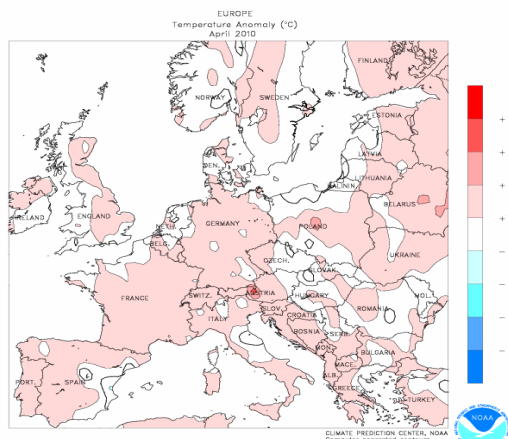 EUROPE
Temperature Anomaly (°C)
April 2010
FINLAND
NORWAY
SWEDEN
ESTONIA
LATVIA
DEN.
LITHUANIA
KALININ.
BELARUS
IRELAND
ENGLAND
NETH.
GERMANY
POLAND
BELG.
UKRAINE
CZECH.
SLOVAK.
FRANCE
SWITZ.
AUSTRIA
HUNGARY
MOL.
SLOV.
ROMANIA
ITALY
CROATIA
BOSNIA
SERB.
MON.
BULGARIA
MACE.
PORT.
SPAIN
ALB.
GREECE
TURKEY
NOAA
CLIMATE PREDICTION CENTER, NOAA